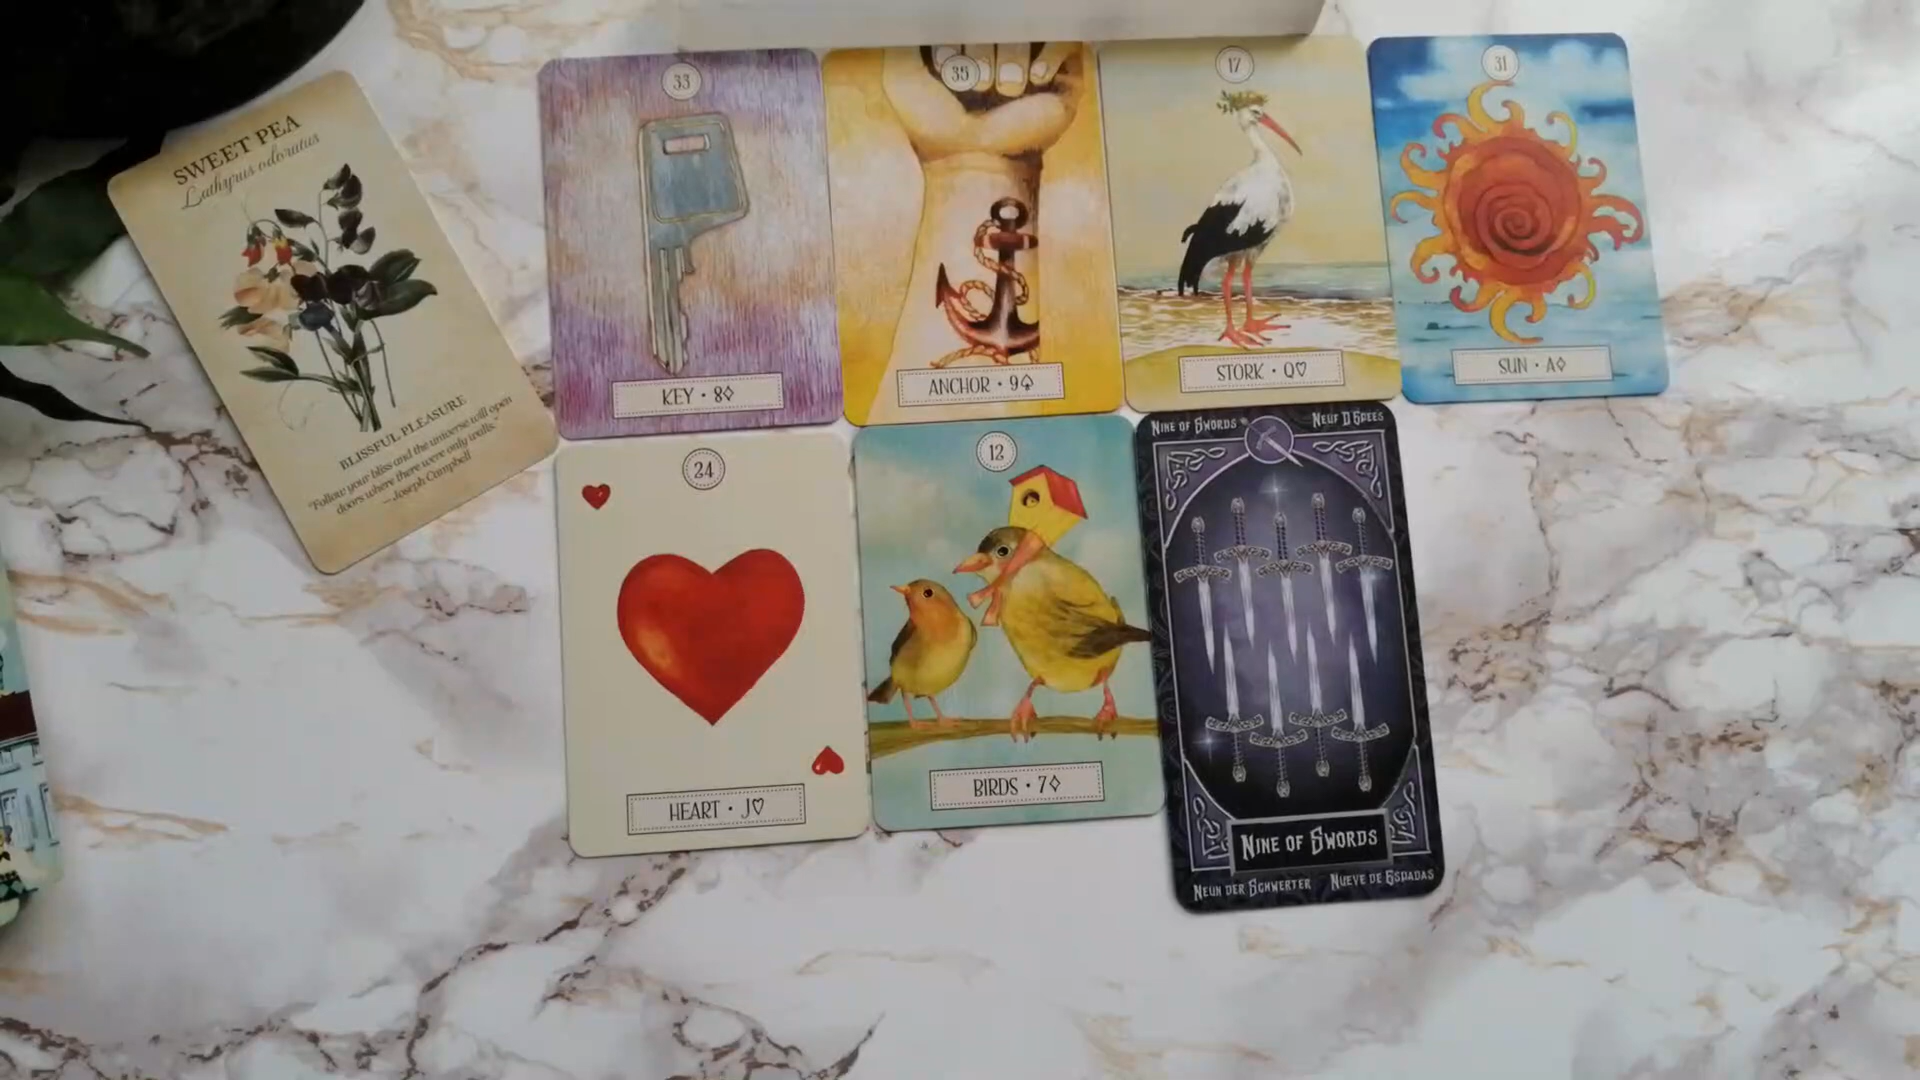 SWEET PEA
Lathyrus odoratus
BLISSFUL PLEASURE
"Follow your bliss and the universe will open
doors where there were only walls."
— Joseph Campbell
33
KEY • 8♢
35
ANCHOR • 9♤
17
STORK • Q♡
31
SUN • A♢
24
HEART • J♡
12
BIRDS • 7♢
NINE OF SWORDS
NEUF D'EPEES
NINE OF SWORDS
NEUN DER SCHWERTER
NUEVE DE ESPADAS